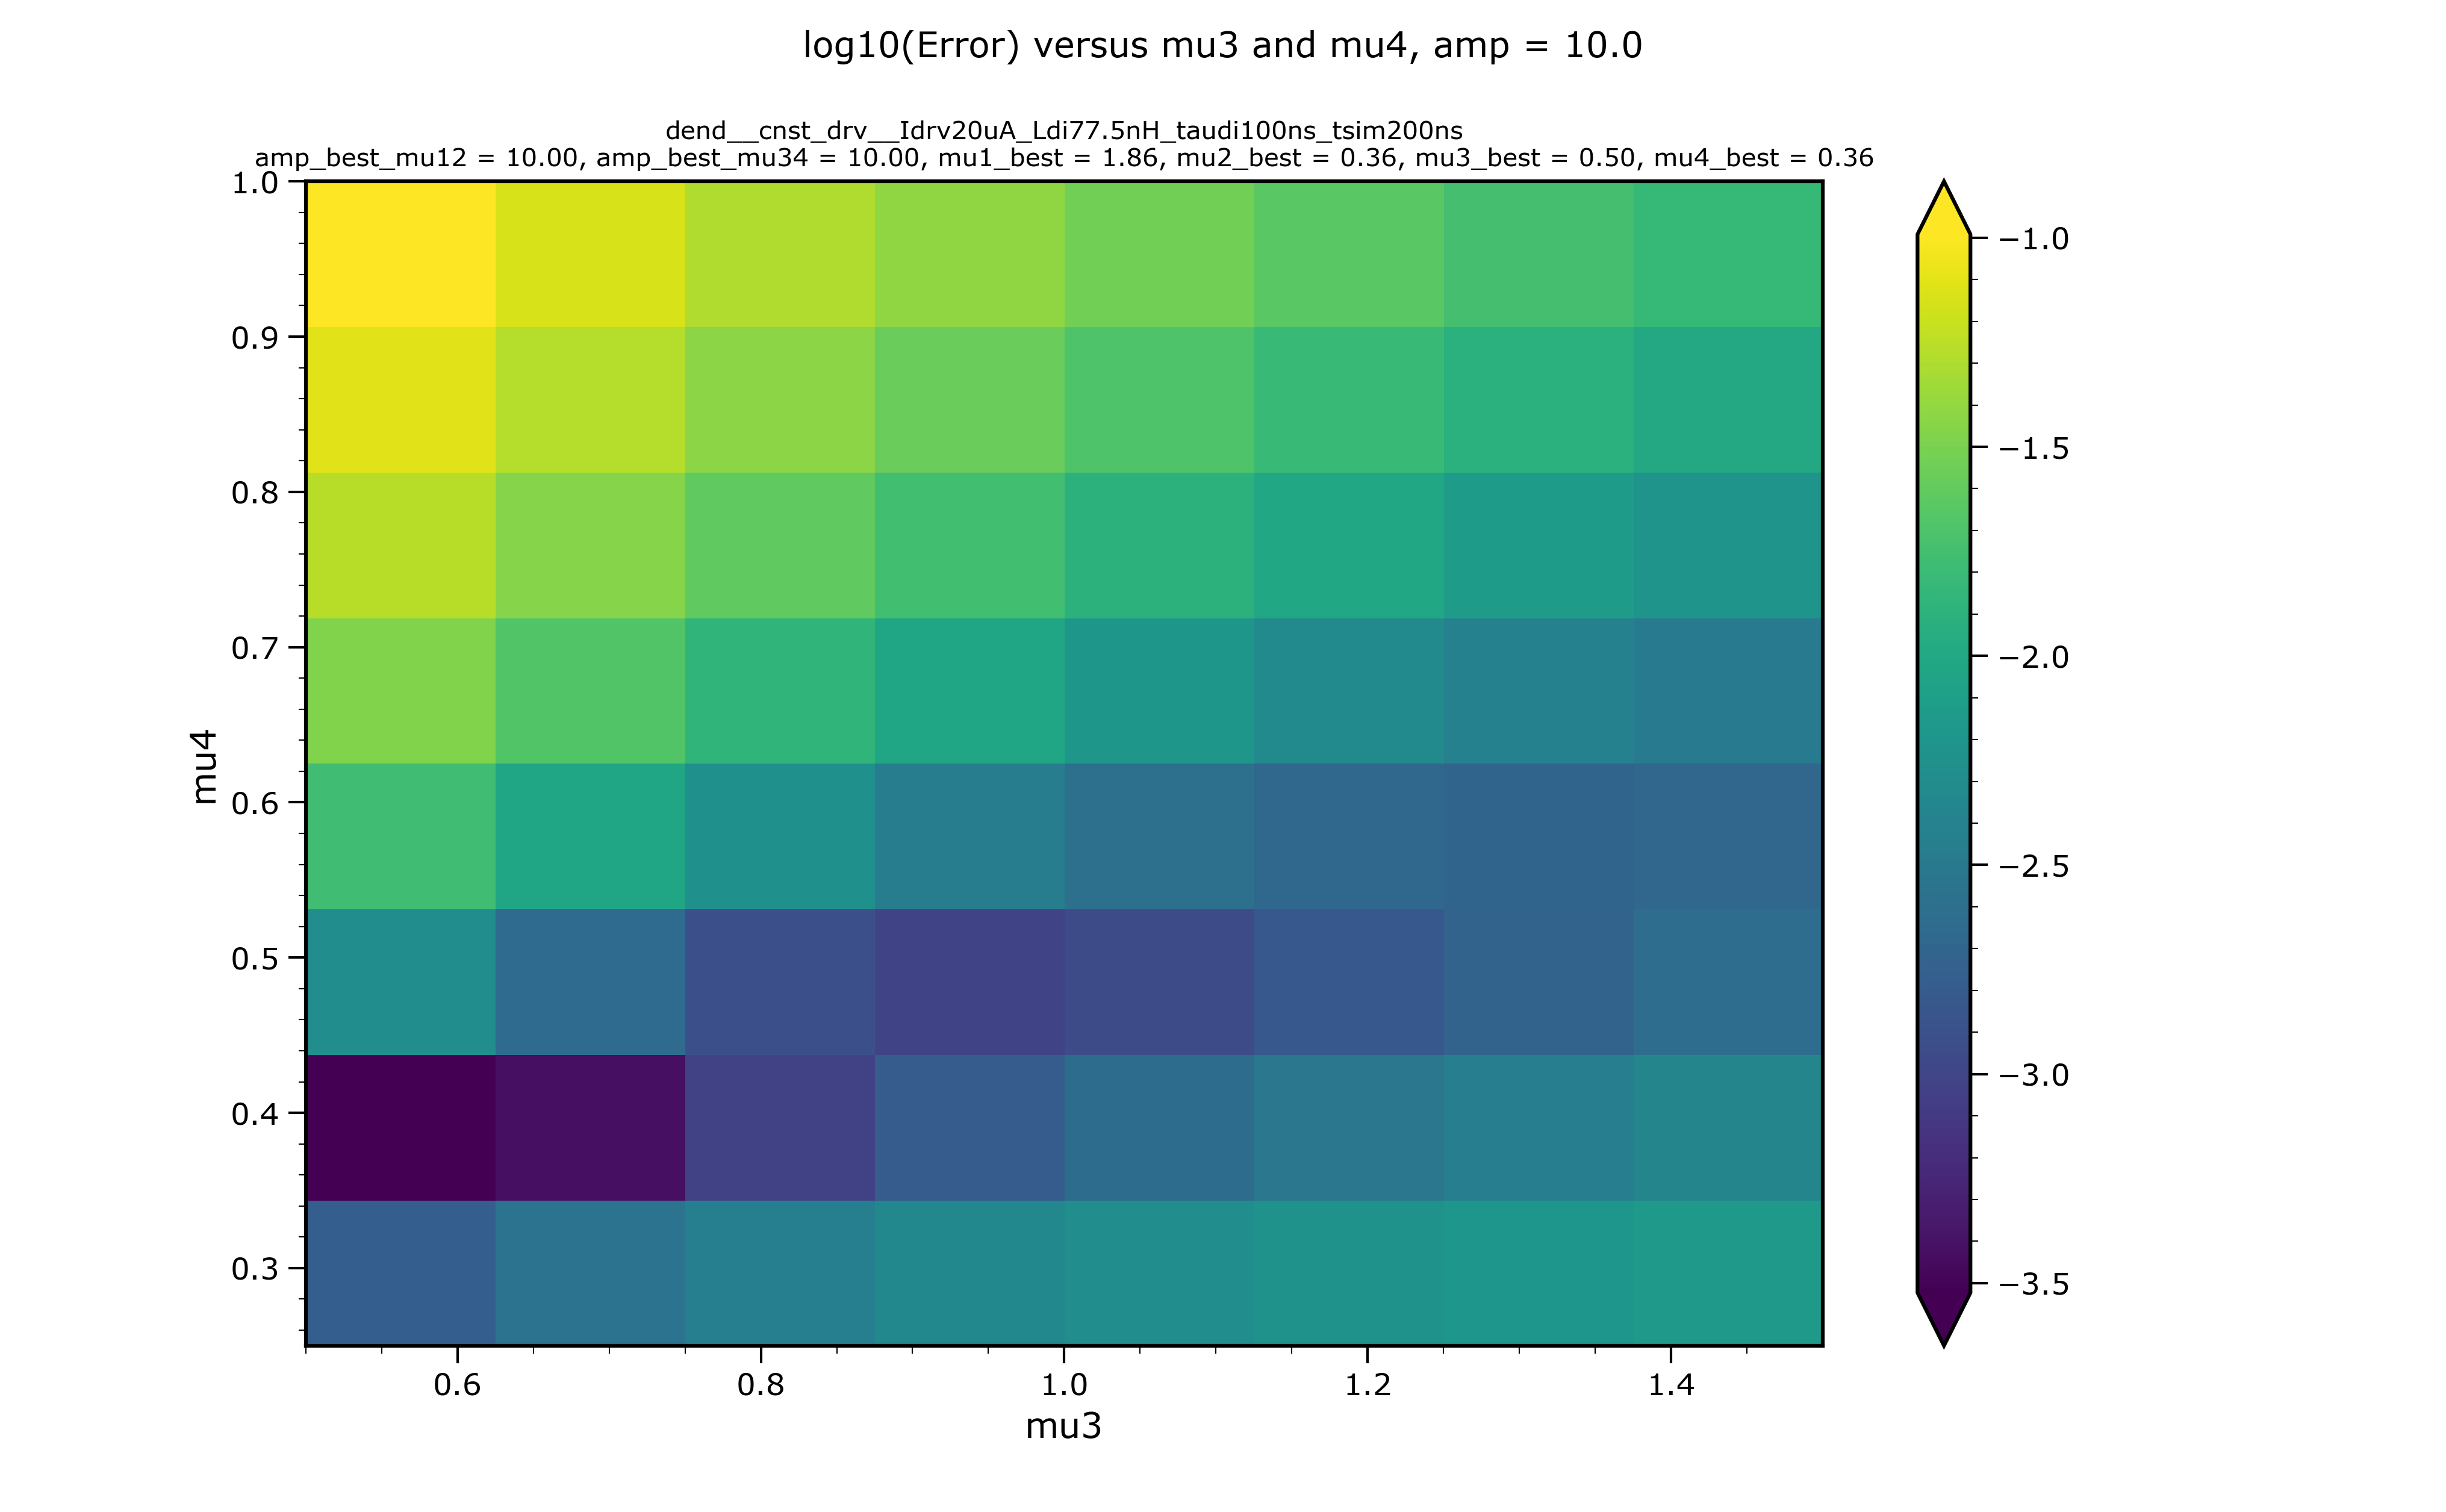 log10(Error) versus mu3 and mu4, amp = 10.0
dend__cnst_drv__Idrv20uA_Ldi77.5nH_taudi100ns_tsim200ns
amp_best_mu12 = 10.00, amp_best_mu34 = 10.00, mu1_best = 1.86, mu2_best = 0.36, mu3_best = 0.50, mu4_best = 0.36
mu4
1.0
0.9
0.8
0.7
0.6
0.5
0.4
0.3
0.6 0.8 1.0 1.2 1.4
mu3
−1.0
−1.5
−2.0
−2.5
−3.0
−3.5